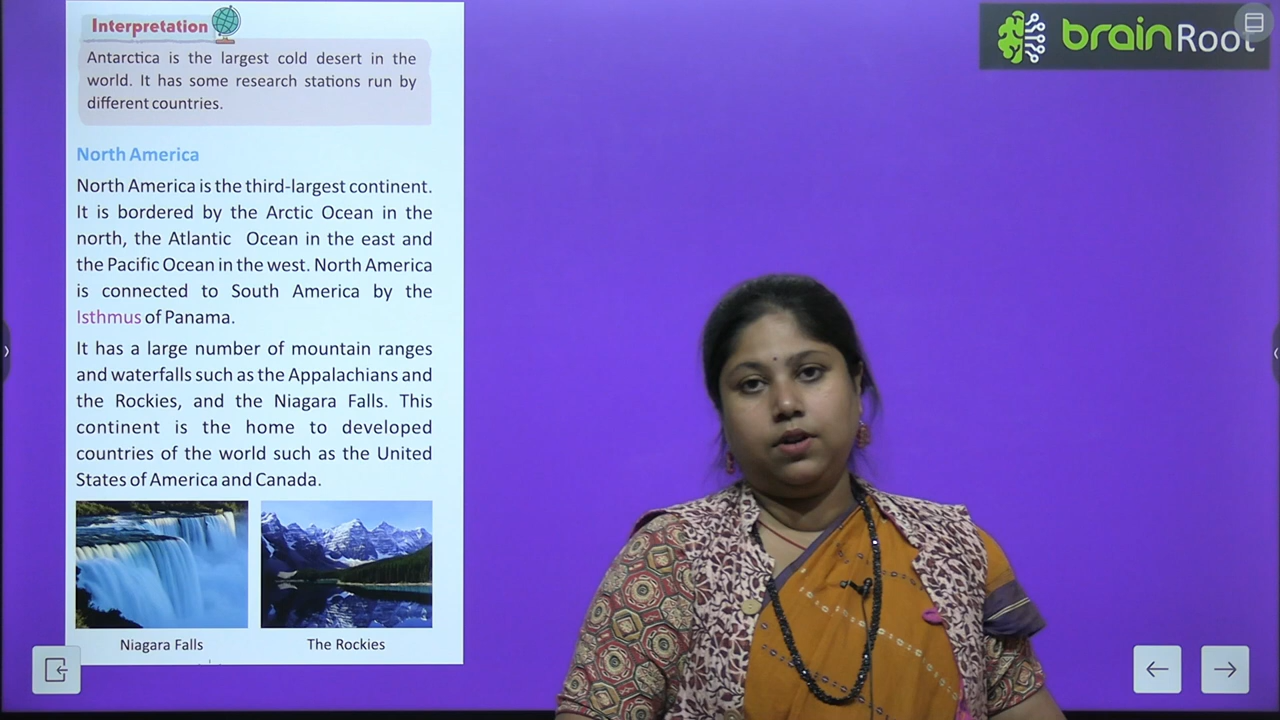 Interpretation
Antarctica is the largest cold desert in the
world. It has some research stations run by
different countries.
North America
North America is the third-largest continent.
It is bordered by the Arctic Ocean in the
north, the Atlantic Ocean in the east and
the Pacific Ocean in the west. North America
is connected to South America by the
Isthmus of Panama.
It has a large number of mountain ranges
and waterfalls such as the Appalachians and
the Rockies, and the Niagara Falls. This
continent is the home to developed
countries of the world such as the United
States of America and Canada.
Niagara Falls
The Rockies
brainRoot